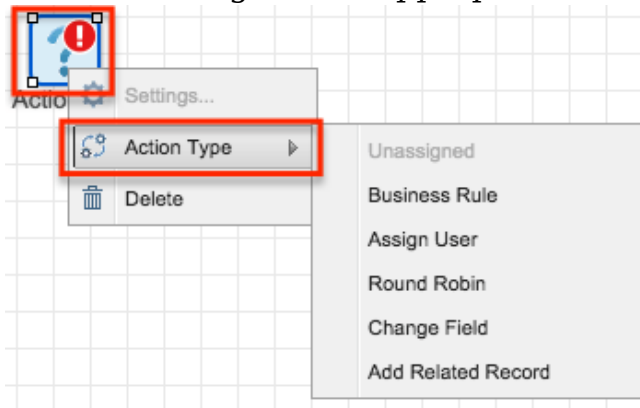 Actio
Settings...
Action Type
Unassigned
Delete
Business Rule
Assign User
Round Robin
Change Field
Add Related Record